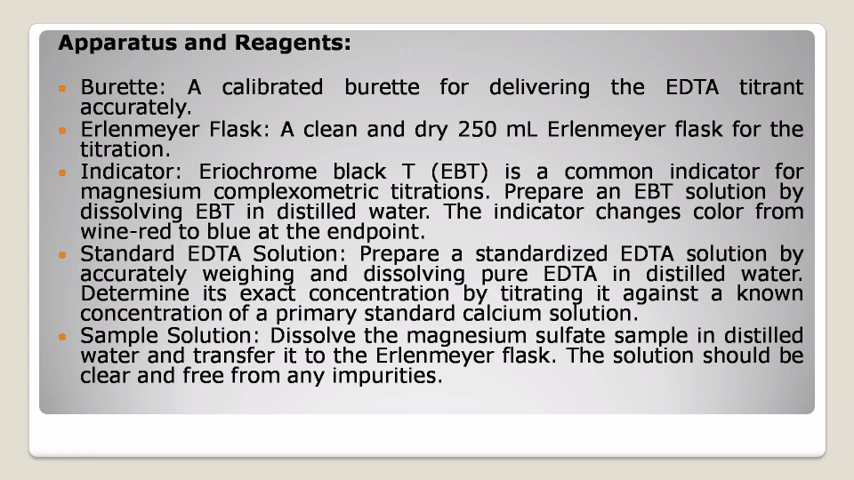 Apparatus and Reagents:
Burette: A calibrated burette for delivering the EDTA titrant
accurately.
Erlenmeyer Flask: A clean and dry 250 mL Erlenmeyer flask for the
titration.
Indicator: Eriochrome black T (EBT) is a common indicator for
magnesium complexometric titrations. Prepare an EBT solution by
dissolving EBT in distilled water. The indicator changes color from
wine-red to blue at the endpoint.
Standard EDTA Solution: Prepare a standardized EDTA solution by
accurately weighing and dissolving pure EDTA in distilled water.
Determine its exact concentration by titrating it against a known
concentration of a primary standard calcium solution.
Sample Solution: Dissolve the magnesium sulfate sample in distilled
water and transfer it to the Erlenmeyer flask. The solution should be
clear and free from any impurities.